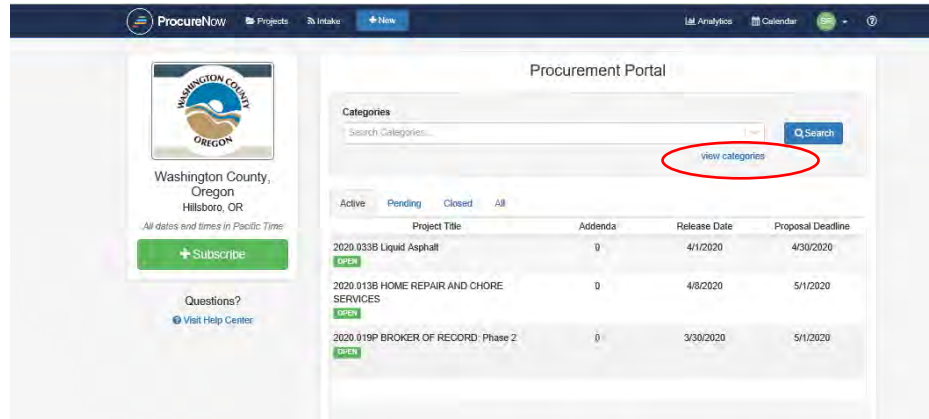 ProcureNow Projects Intake +New Analytics Calendar SR
WASHINGTON COUNTY
OREGON
Washington County,
Oregon
Hillsboro, OR
All dates and times in Pacific Time
+ Subscribe
Questions?
Visit Help Center
Procurement Portal
Categories
Search Categories...
Search
view categories
Active Pending Closed All
Project Title Addenda Release Date Proposal Deadline
2020.033B Liquid Asphalt 0 4/1/2020 4/30/2020
OPEN
2020.013B HOME REPAIR AND CHORE 0 4/8/2020 5/1/2020
SERVICES
OPEN
2020.019P BROKER OF RECORD: Phase 2 0 3/30/2020 5/1/2020
OPEN